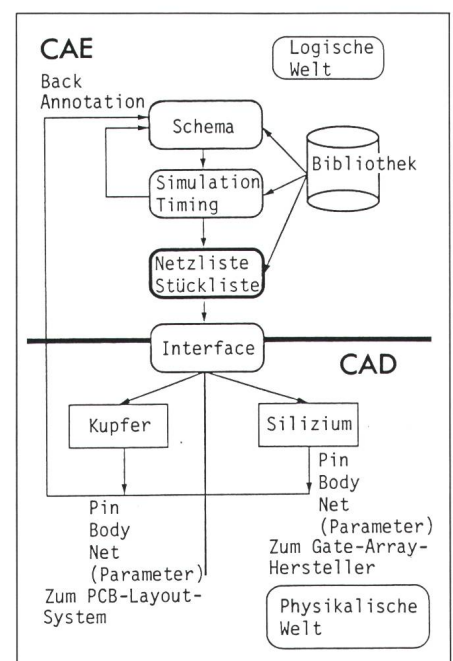 CAE
Logische
Welt
Back
Annotation
Schema
Bibliothek
Simulation
Timing
Netzliste
Stückliste
Interface
CAD
Kupfer
Silizium
Pin
Body
Net
(Parameter)
Zum Gate-Array-
Hersteller
Pin
Body
Net
(Parameter)
Zum PCB-Layout-
System
Physikalische
Welt